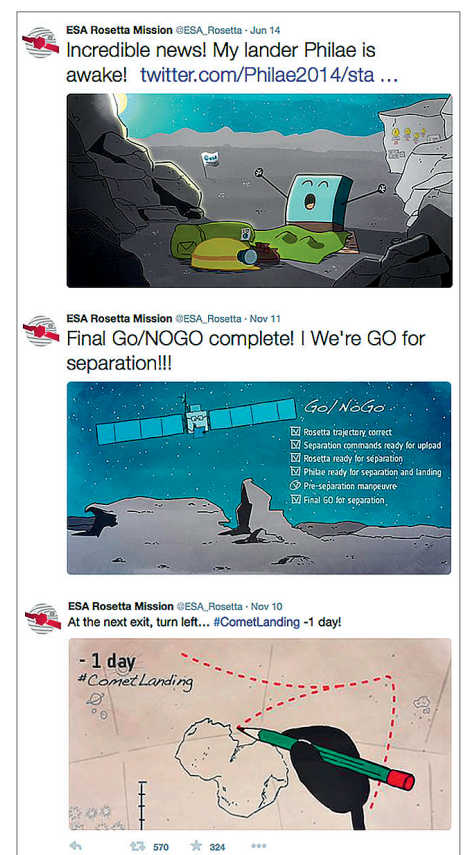 ESA Rosetta Mission @ESA_Rosetta · Jun 14
Incredible news! My lander Philae is
awake! twitter.com/Philae2014/sta ...
ESA Rosetta Mission @ESA_Rosetta · Nov 11
Final Go/NOGO complete! | We're GO for
separation!!!
Go/NoGo
Rosetta trajectory correct
Separation commands ready for upload
Rosetta ready for separation
Philae ready for separation and landing
Pre-separation manoeuvre
Final GO for separation
ESA Rosetta Mission @ESA_Rosetta · Nov 10
At the next exit, turn left... #CometLanding -1 day!
- 1 day
#CometLanding
570 324